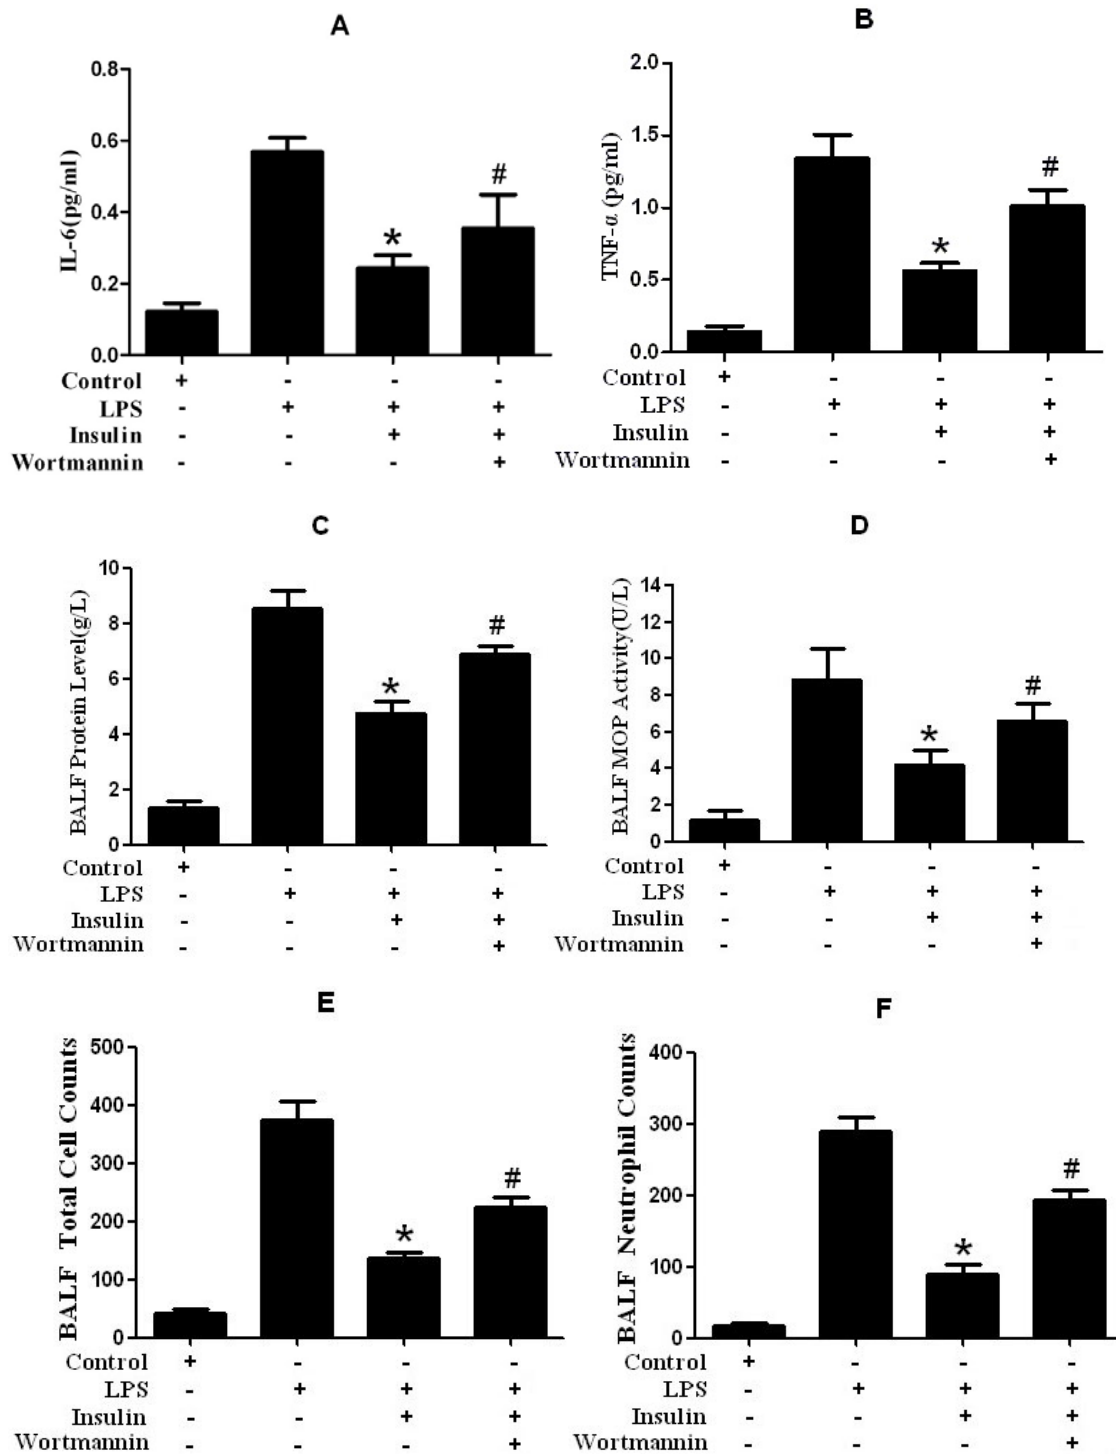 A
IL-6(pg/ml)
0.8
0.6
0.4
0.2
0.0
*
#
Control + - - -
LPS - + + +
Insulin - - + +
Wortmannin - - - +
B
TNF-α (pg/ml)
2.0
1.5
1.0
0.5
0.0
*
#
Control + - - -
LPS - + + +
Insulin - - + +
Wortmannin - - - +
C
BALF Protein Level(g/L)
10
8
6
4
2
0
*
#
Control + - - -
LPS - + + +
Insulin - - + +
Wortmannin - - - +
D
BALF MOP Activity(U/L)
14
12
10
8
6
4
2
0
*
#
Control + - - -
LPS - + + +
Insulin - - + +
Wortmannin - - - +
E
BALF Total Cell Counts
500
400
300
200
100
0
*
#
Control + - - -
LPS - + + +
Insulin - - + +
Wortmannin - - - +
F
BALF Neutrophil Counts
400
300
200
100
0
*
#
Control + - - -
LPS - + + +
Insulin - - + +
Wortmannin - - - +